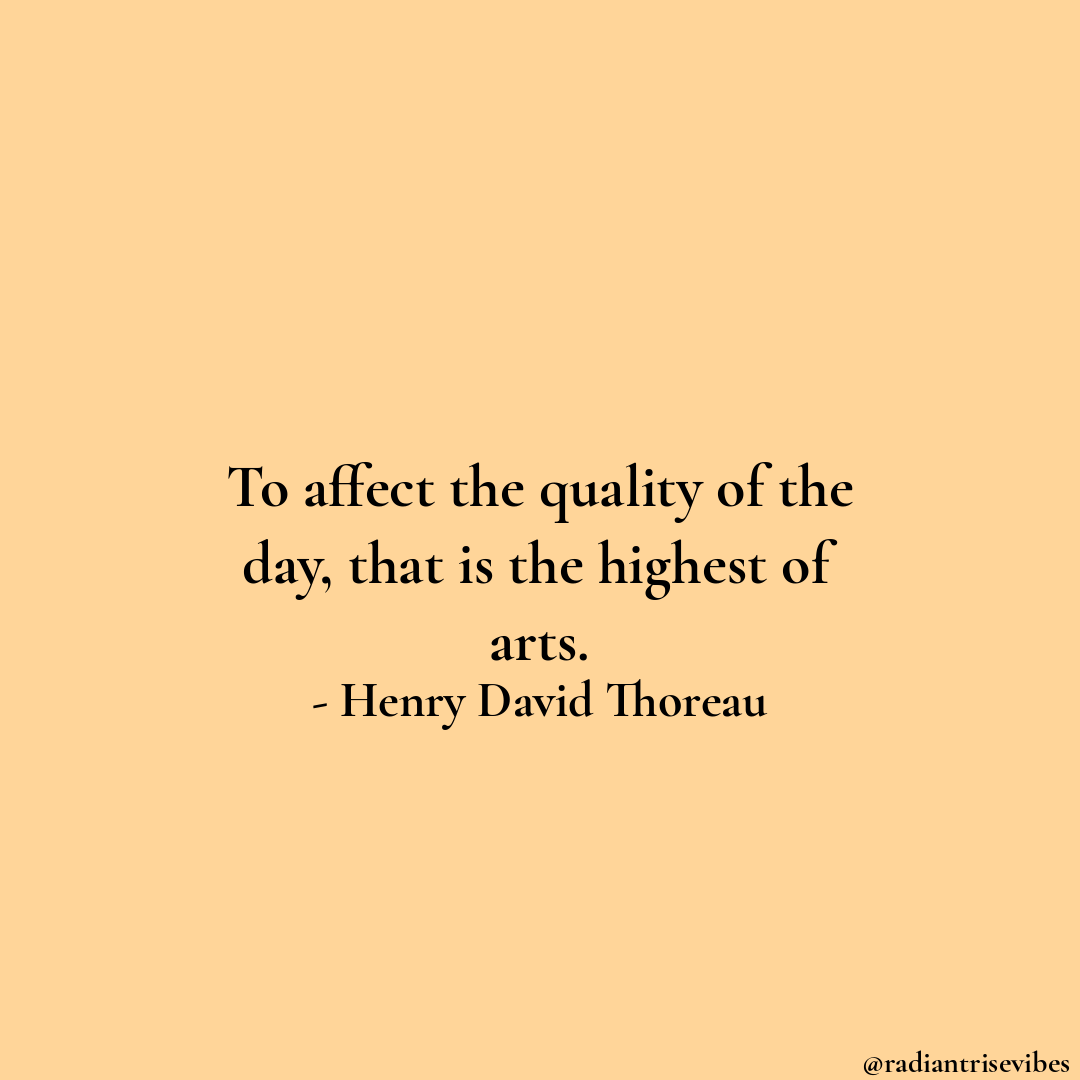 To affect the quality of the
day, that is the highest of
arts.
- Henry David Thoreau
@radiantrisevibes